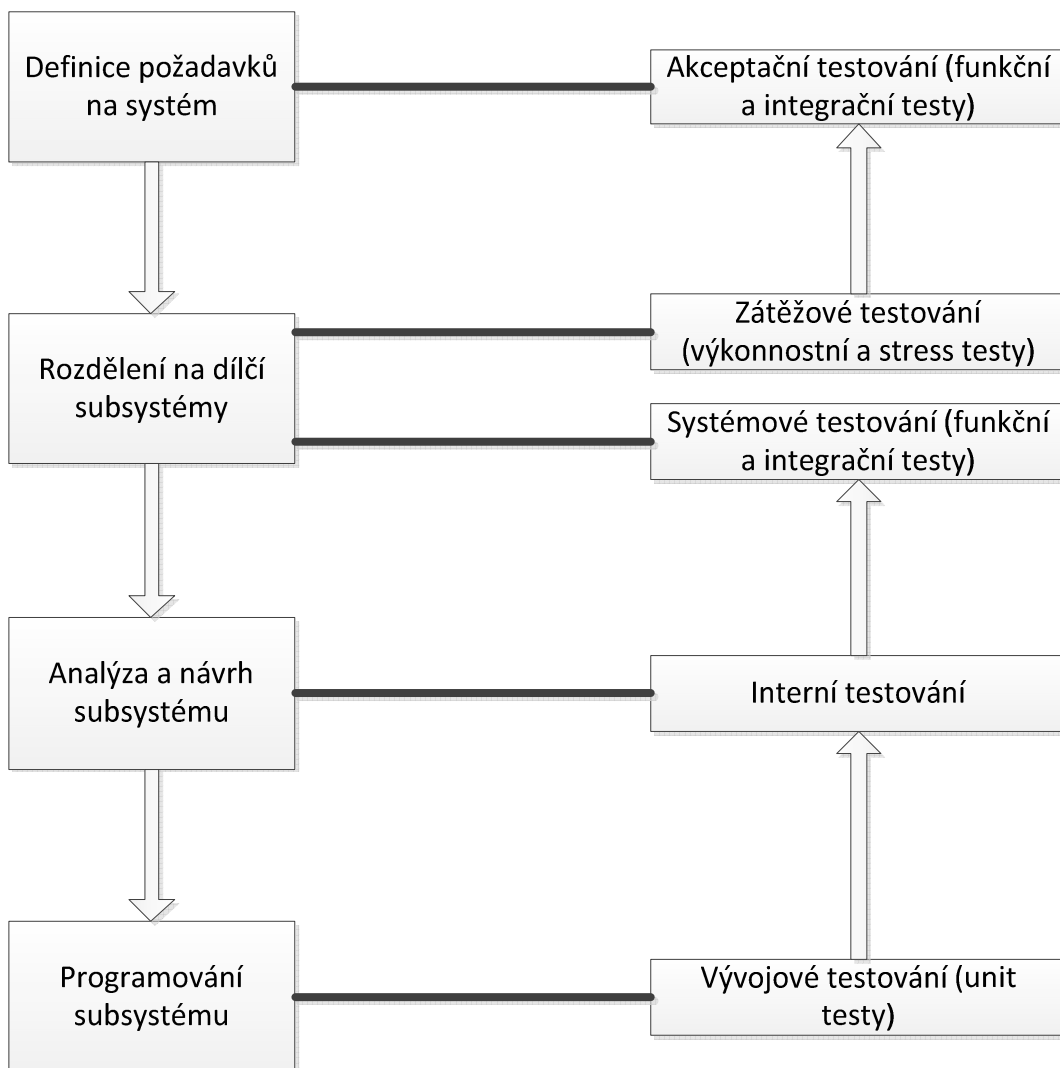 Definice požadavků
na systém
Akceptační testování (funkční
a integrační testy)
Rozdělení na dílčí
subsystémy
Zátěžové testování
(výkonnostní a stress testy)
Systémové testování (funkční
a integrační testy)
Analýza a návrh
subsystému
Interní testování
Programování
subsystému
Vývojové testování (unit
testy)